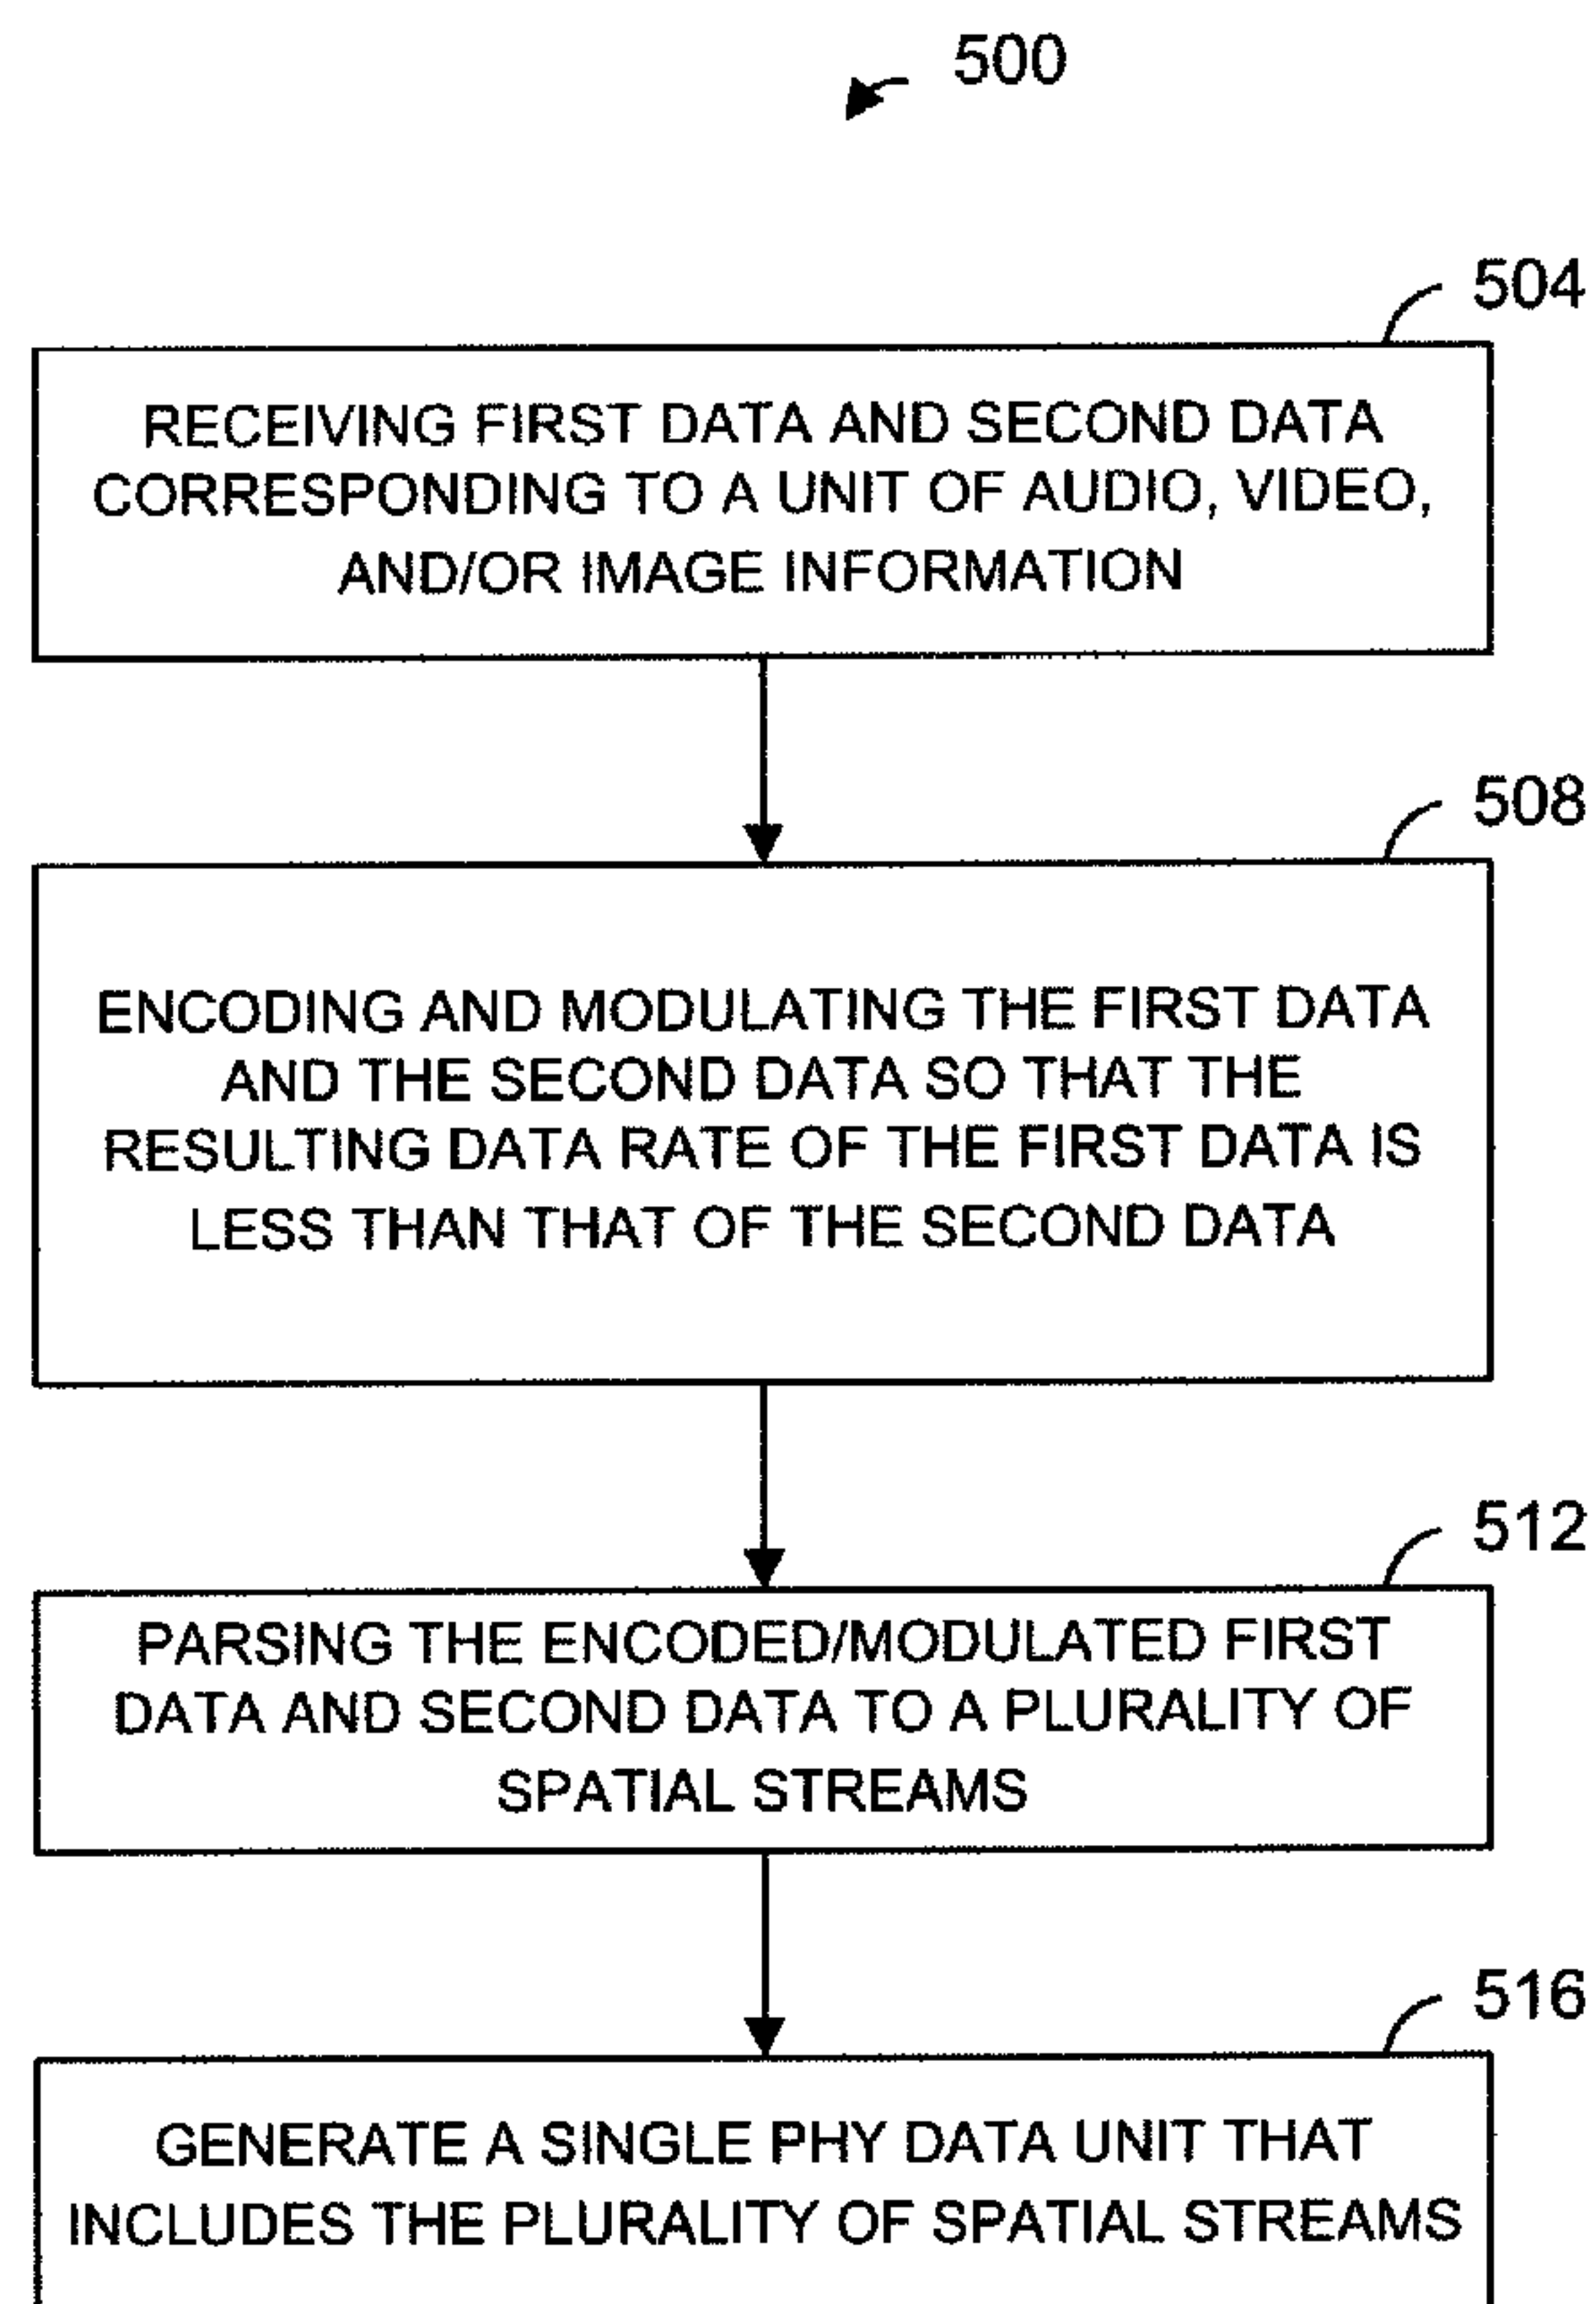 500
504
RECEIVING FIRST DATA AND SECOND DATA
CORRESPONDING TO A UNIT OF AUDIO, VIDEO,
AND/OR IMAGE INFORMATION
508
ENCODING AND MODULATING THE FIRST DATA
AND THE SECOND DATA SO THAT THE
RESULTING DATA RATE OF THE FIRST DATA IS
LESS THAN THAT OF THE SECOND DATA
512
PARSING THE ENCODED/MODULATED FIRST
DATA AND SECOND DATA TO A PLURALITY OF
SPATIAL STREAMS
516
GENERATE A SINGLE PHY DATA UNIT THAT
INCLUDES THE PLURALITY OF SPATIAL STREAMS